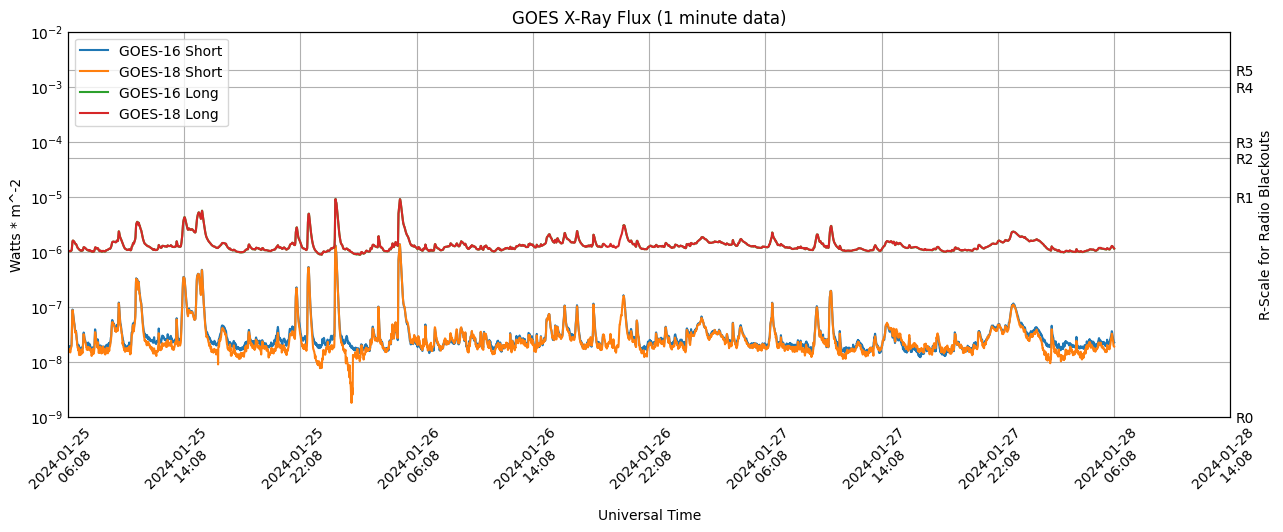 GOES X-Ray Flux (1 minute data)
GOES-16 Short
GOES-18 Short
GOES-16 Long
GOES-18 Long
10^-2
10^-3
10^-4
10^-5
10^-6
10^-7
10^-8
10^-9
Watts * m^-2
R5
R4
R3
R2
R1
R0
R-Scale for Radio Blackouts
2024-01-25
06:08
2024-01-25
14:08
2024-01-25
22:08
2024-01-26
06:08
2024-01-26
14:08
2024-01-26
22:08
2024-01-27
06:08
2024-01-27
14:08
2024-01-27
22:08
2024-01-28
06:08
2024-01-28
14:08
Universal Time